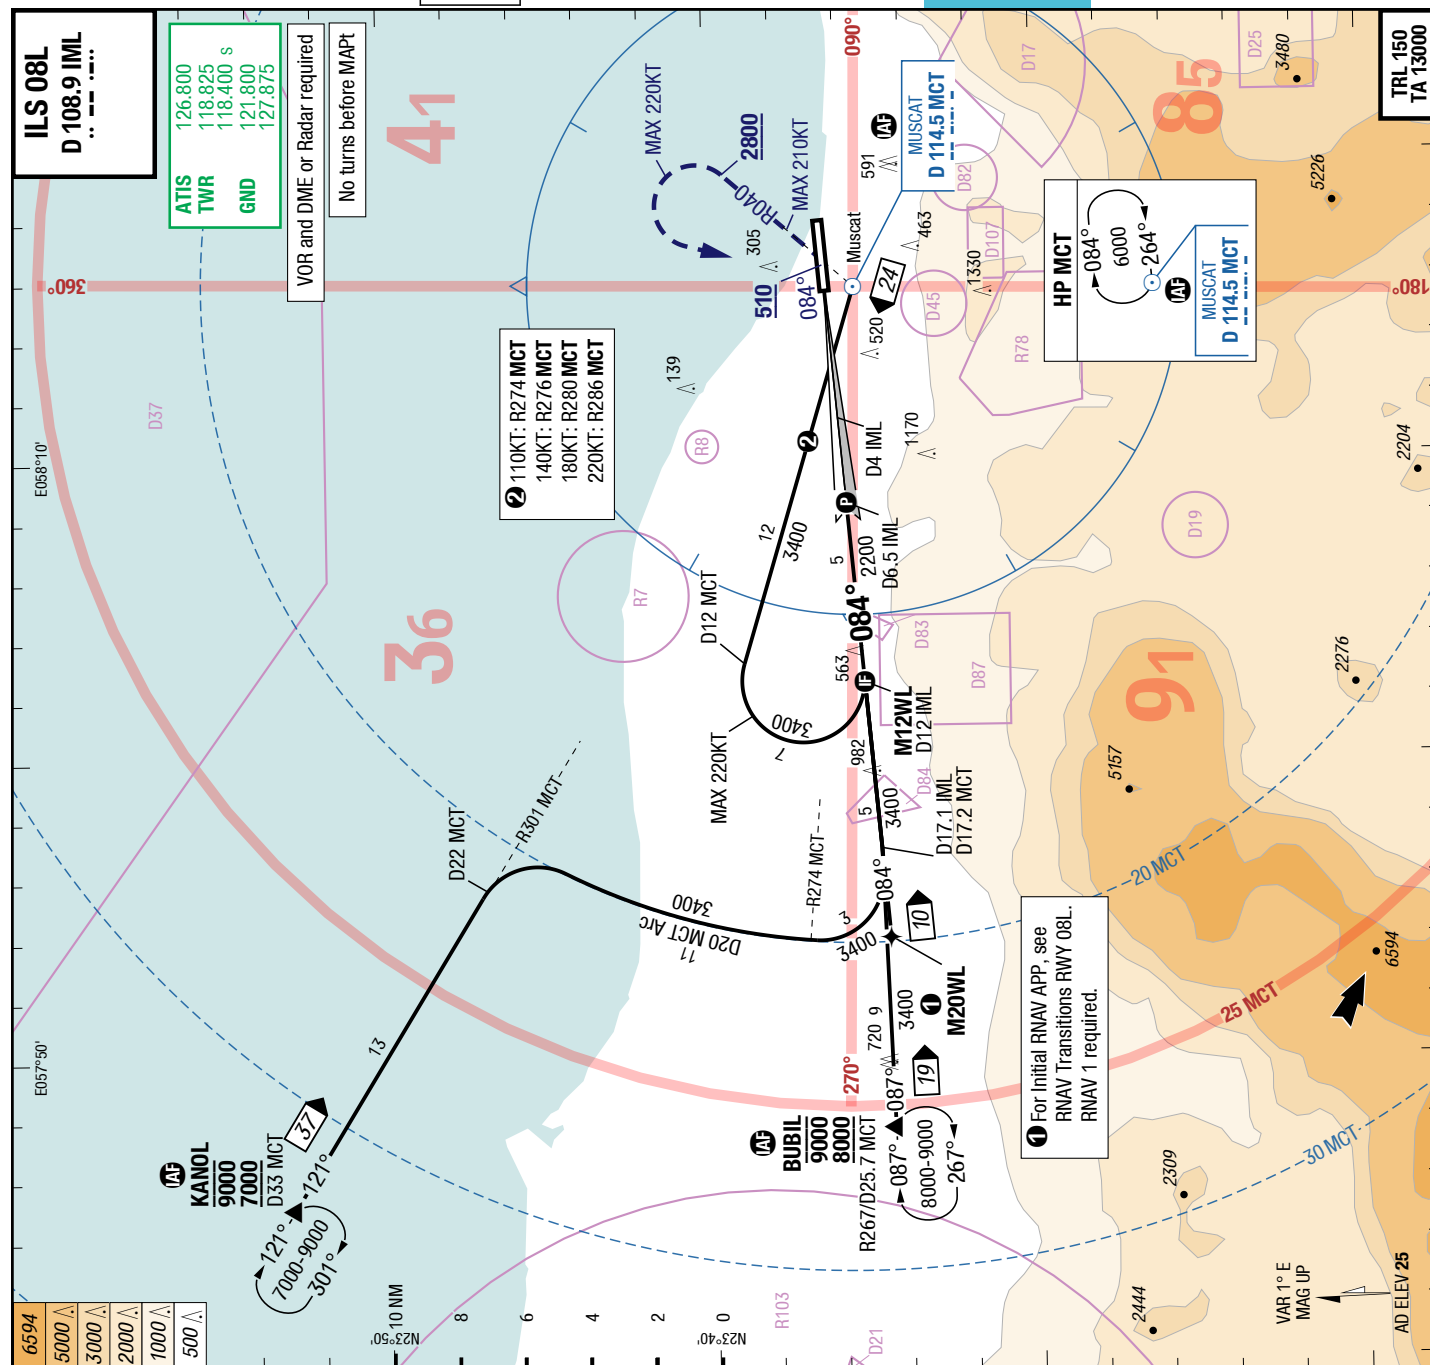 ILS 08L
D 108.9 IML
ATIS 126.800
TWR 118.825
118.400 s
GND 121.800
127.875
VOR and DME or Radar required
No turns before MAPt
TRL 150
TA 13000
41
36
85
91
360°
090°
180°
270°
25 MCT
20 MCT
30 MCT
E058°10'
E057°50'
N23°50'
N23°40'
10 NM
8
6
4
2
0
D37
R8
R7
D17
D25
D82
D107
D45
R78
D19
D83
D87
D84
R103
D21
MAX 220KT
2800
R040
MAX 210KT
305
510
084°
Muscat
24
IAF
MUSCAT
D 114.5 MCT
591
463
1330
520
1170
139
3480
5226
2204
2276
5157
6594
2309
2444
HP MCT
084°
6000
264°
IAF
MUSCAT
D 114.5 MCT
2 110KT: R274 MCT
140KT: R276 MCT
180KT: R280 MCT
220KT: R286 MCT
2
12
3400
D12 MCT
D4 IML
P
D6.5 IML
5
2200
084°
563
IF
M12WL
D12 IML
MAX 220KT
7
3400
982
5
3400
D17.1 IML
D17.2 MCT
D22 MCT
R301 MCT
R274 MCT
3400
D20 MCT Arc
11
3
3400
084°
10
M20WL
1
720
9
3400
19
087°
13
37
IAF
KANOL
9000
7000
D33 MCT
121°
121°
7000-9000
301°
IAF
BUBIL
9000
8000
R267/D25.7 MCT
087°
8000-9000
267°
1 For Initial RNAV APP, see
RNAV Transitions RWY 08L.
RNAV 1 required.
6594
5000
3000
2000
1000
500
VAR 1° E
MAG UP
AD ELEV 25